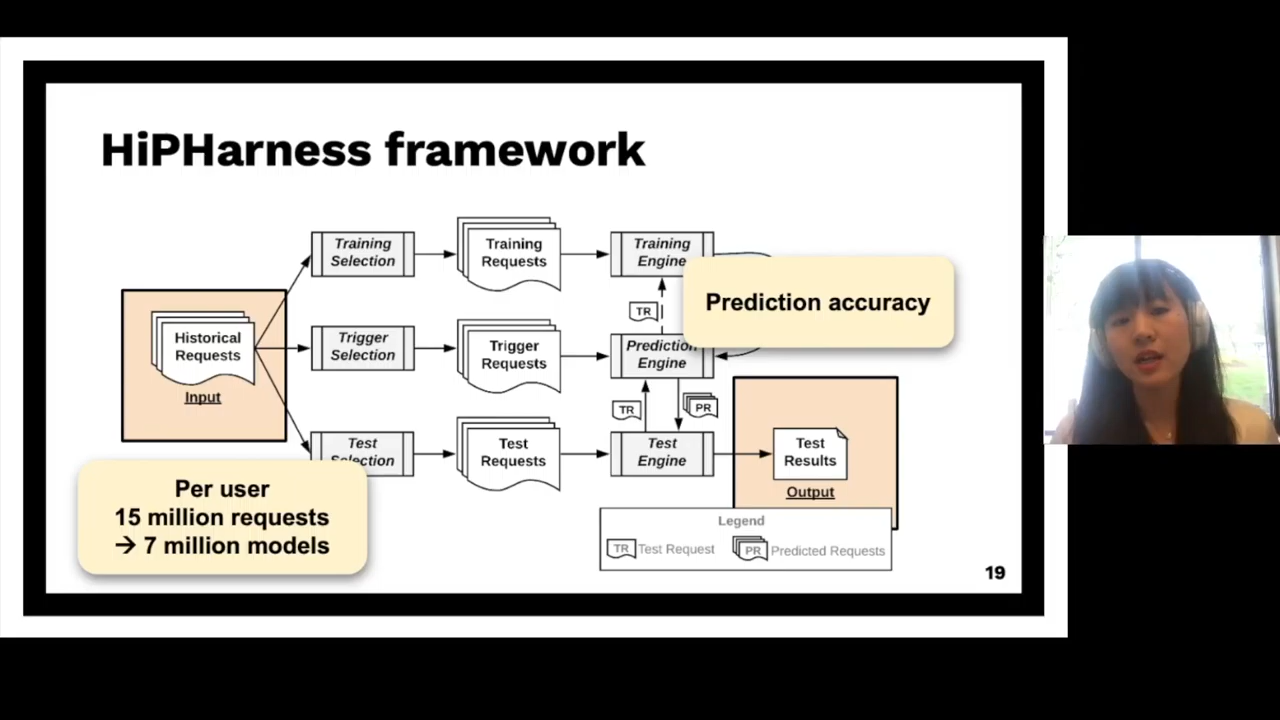 HiPHarness framework
Training
Selection
Training
Requests
Training
Engine
Prediction accuracy
TR
Historical
Requests
Input
Trigger
Selection
Trigger
Requests
Prediction
Engine
TR
PR
Test
Selection
Test
Requests
Test
Engine
Test
Results
Output
Per user
15 million requests
→ 7 million models
Legend
TR Test Request
PR Predicted Requests
19